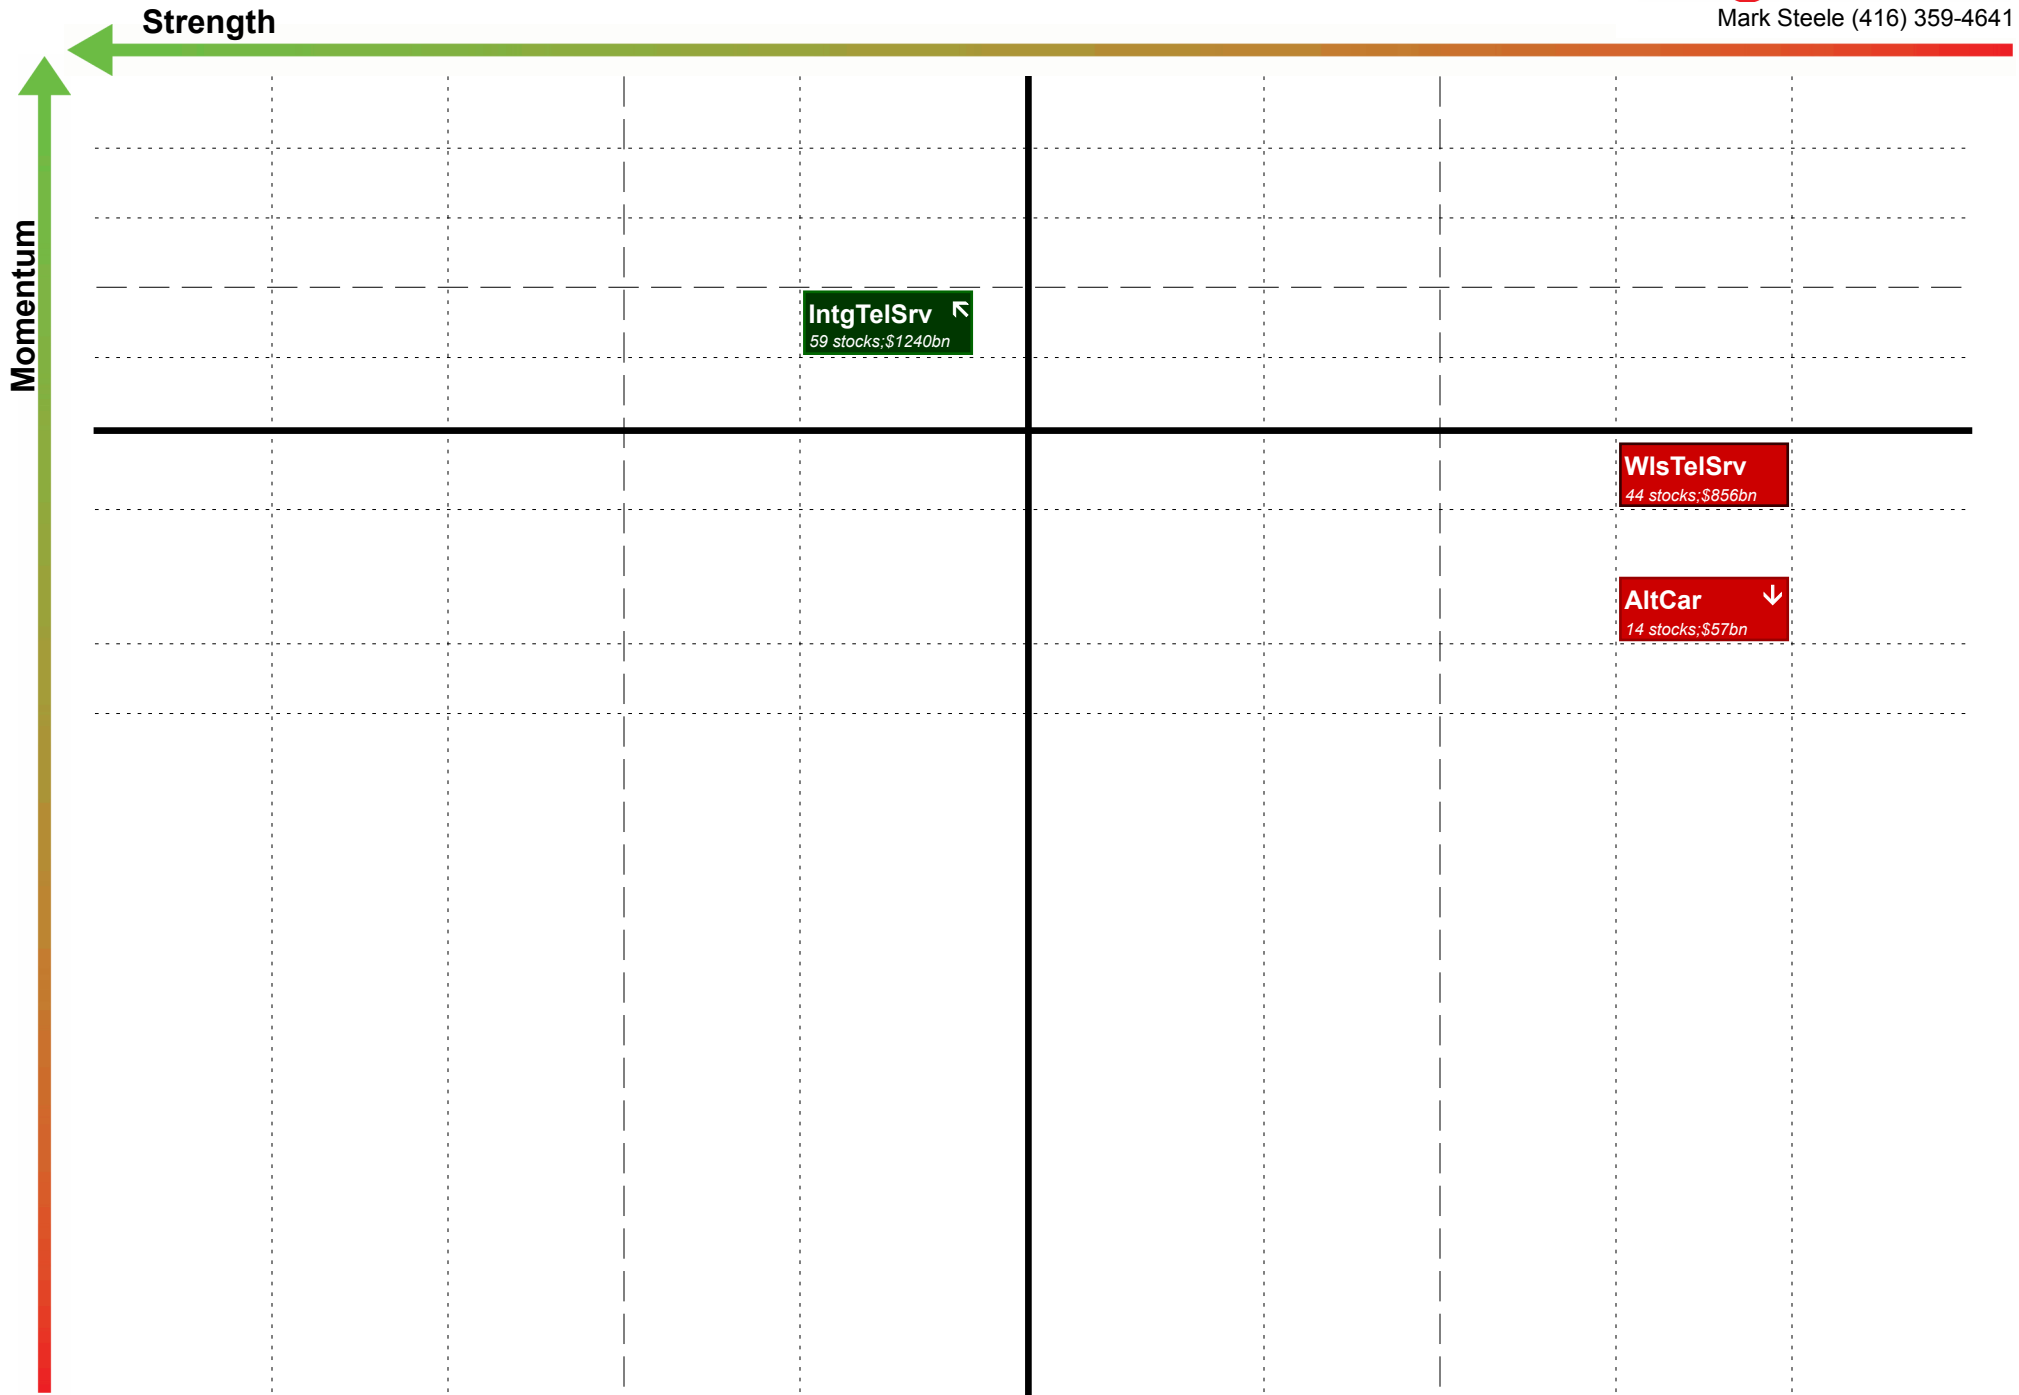 Strength
Mark Steele (416) 359-4641
Momentum
IntgTelSrv
59 stocks;$1240bn
WlsTelSrv
44 stocks;$856bn
AltCar
14 stocks;$57bn